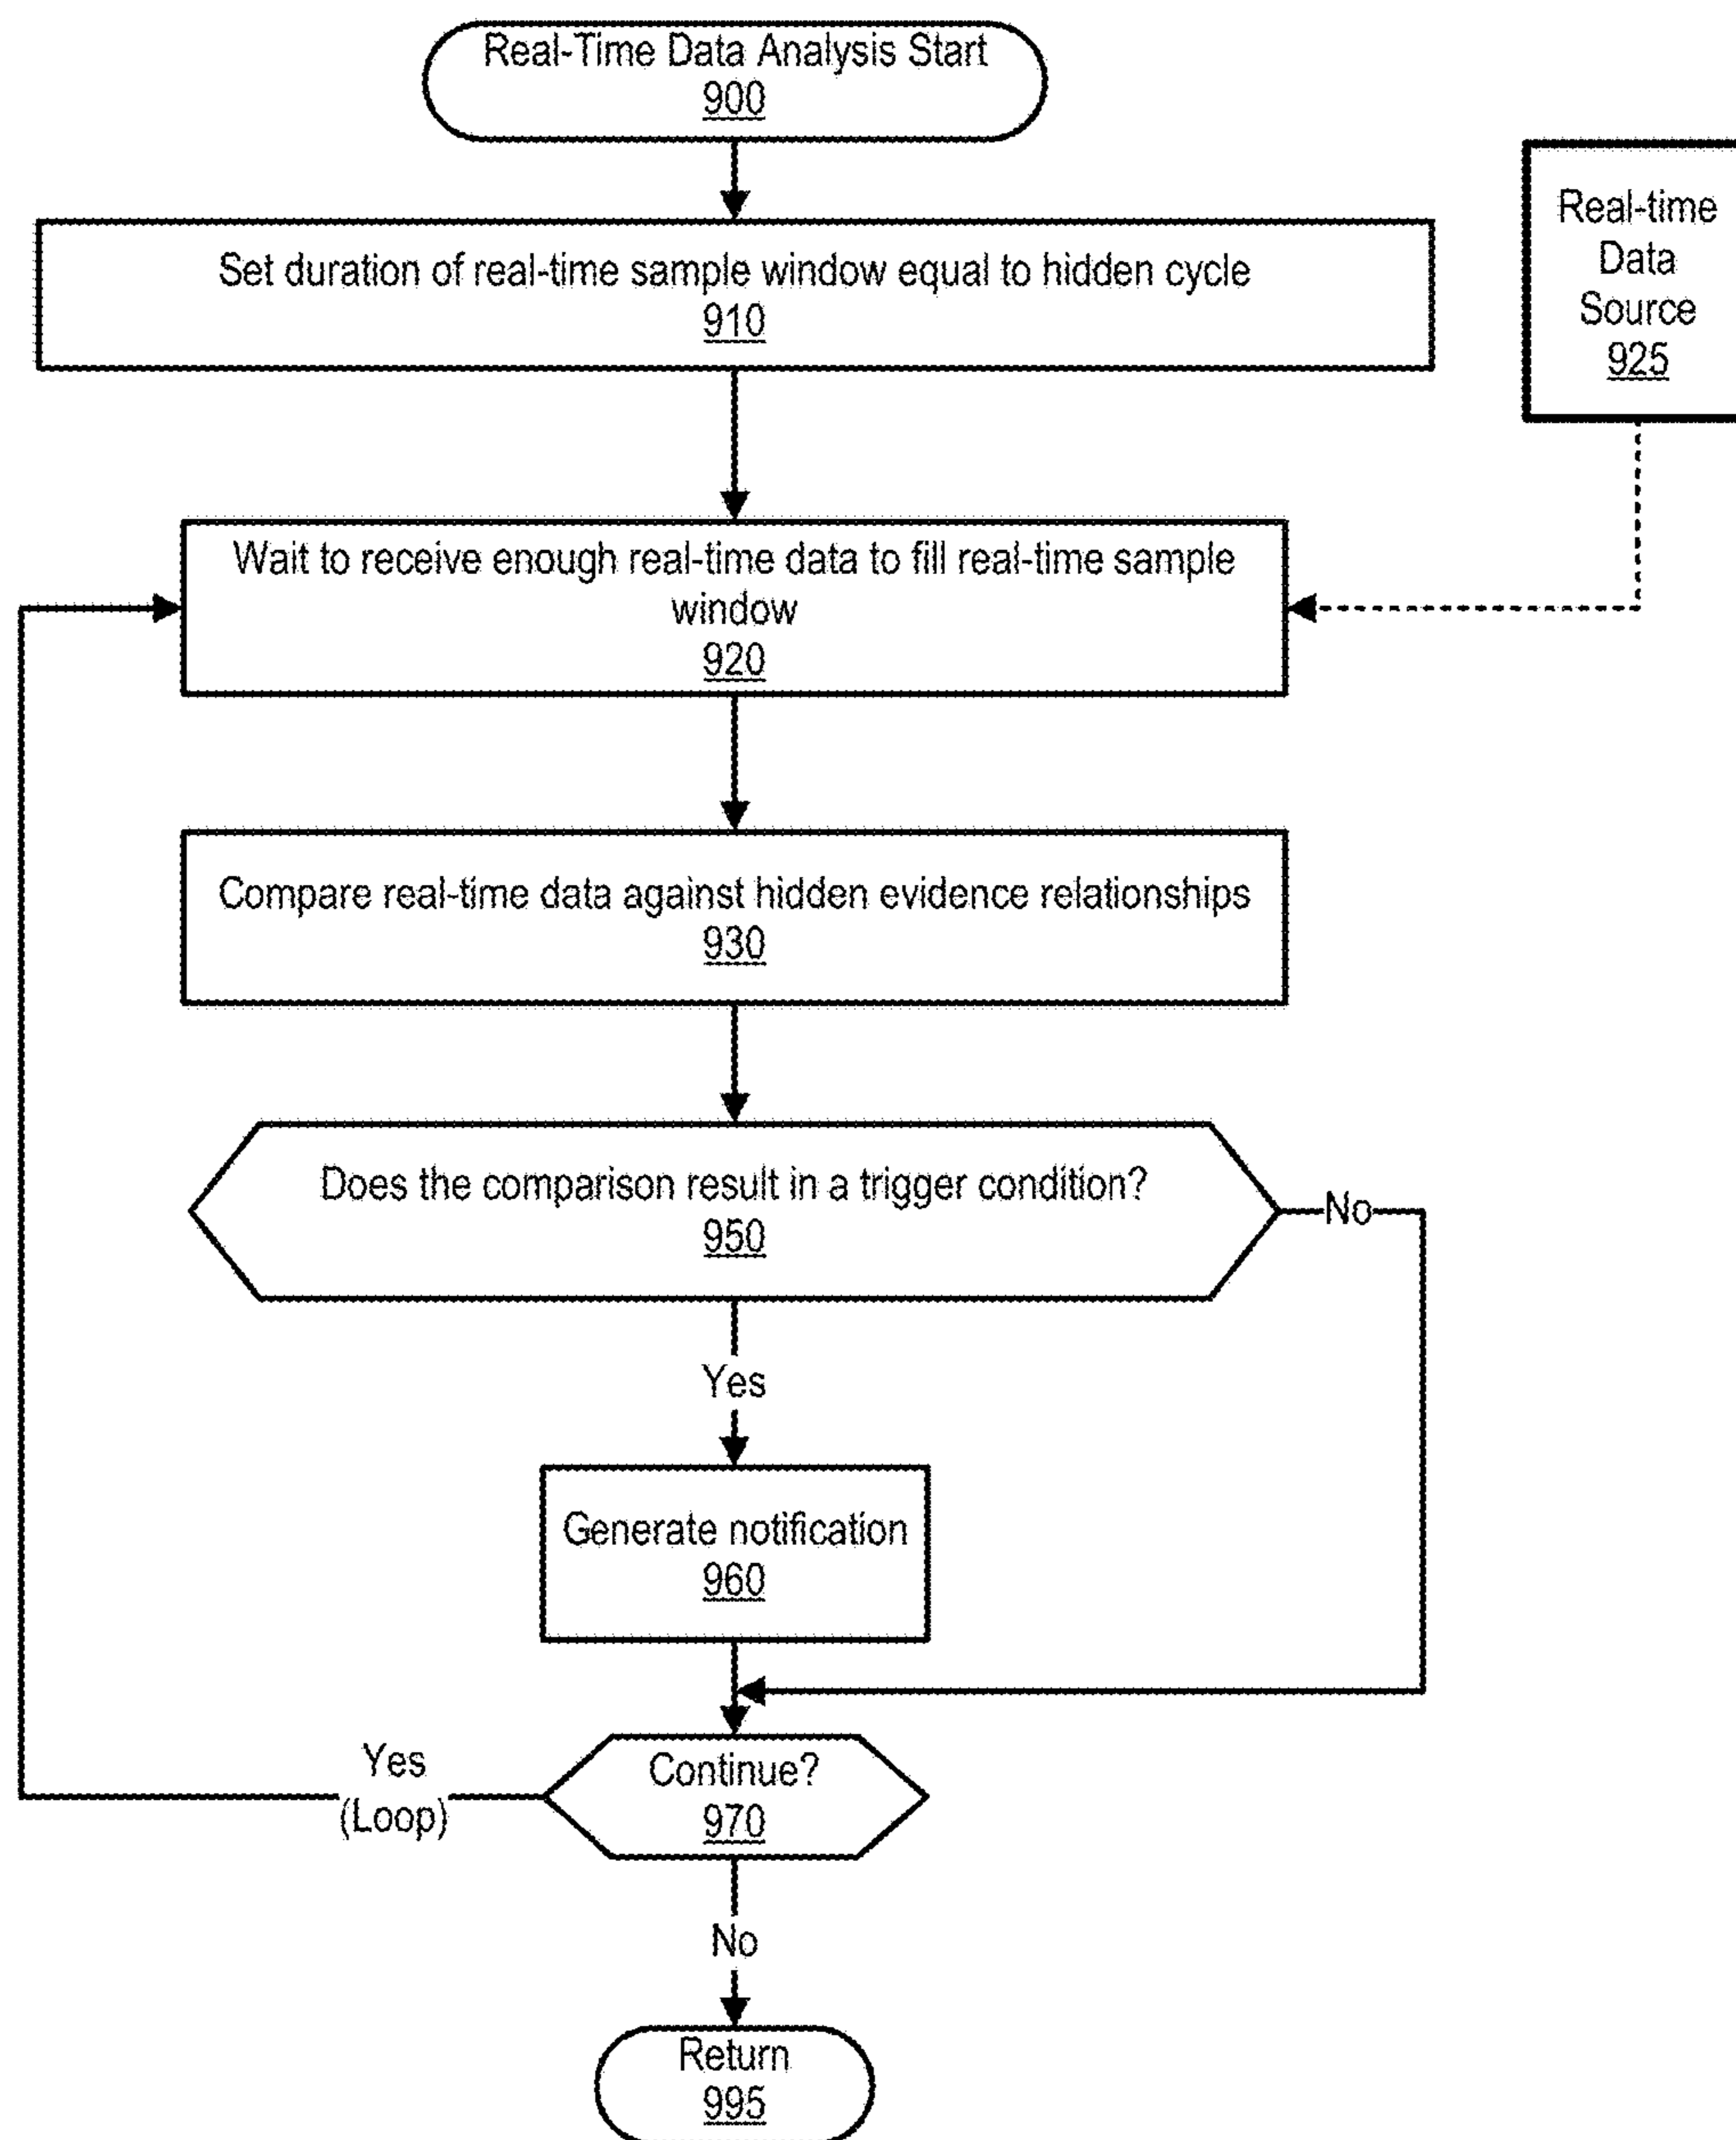 Real-Time Data Analysis Start
900
Set duration of real-time sample window equal to hidden cycle
910
Real-time
Data
Source
925
Wait to receive enough real-time data to fill real-time sample
window
920
Compare real-time data against hidden evidence relationships
930
Does the comparison result in a trigger condition?
950
No
Yes
Generate notification
960
Yes
(Loop)
Continue?
970
No
Return
995